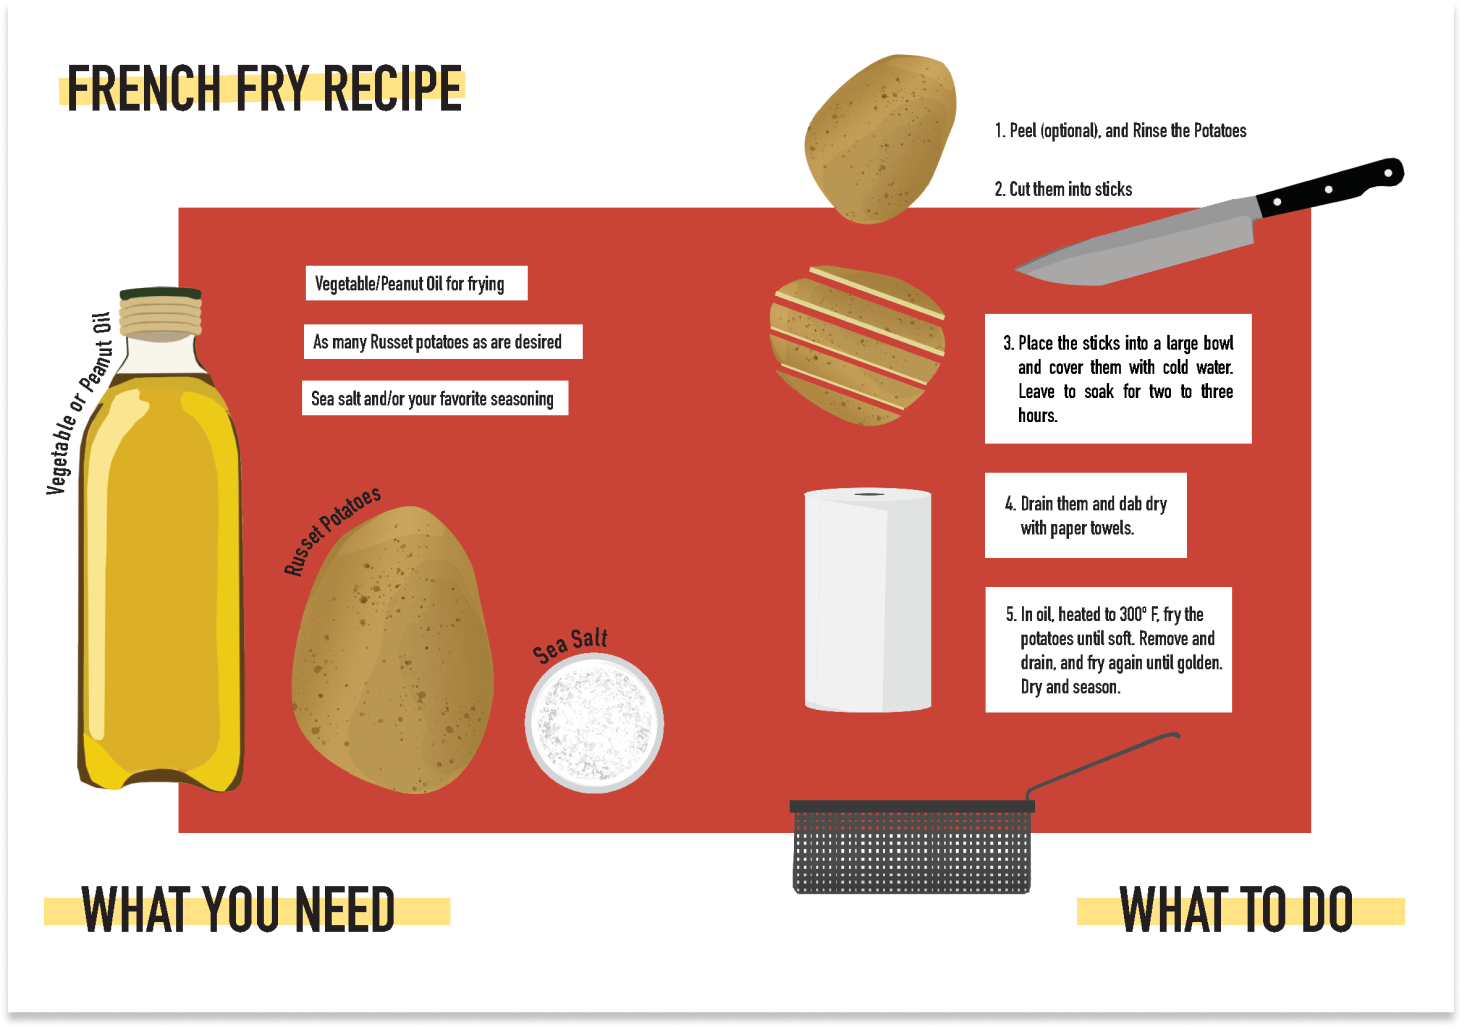 FRENCH FRY RECIPE
Vegetable/Peanut Oil for frying
As many Russet potatoes as are desired
Sea salt and/or your favorite seasoning
Vegetable or Peanut Oil
Russet Potatoes
Sea Salt
WHAT YOU NEED
1. Peel (optional), and Rinse the Potatoes
2. Cut them into sticks
3. Place the sticks into a large bowl
and cover them with cold water.
Leave to soak for two to three
hours.
4. Drain them and dab dry
with paper towels.
5. In oil, heated to 300º F, fry the
potatoes until soft. Remove and
drain, and fry again until golden.
Dry and season.
WHAT TO DO